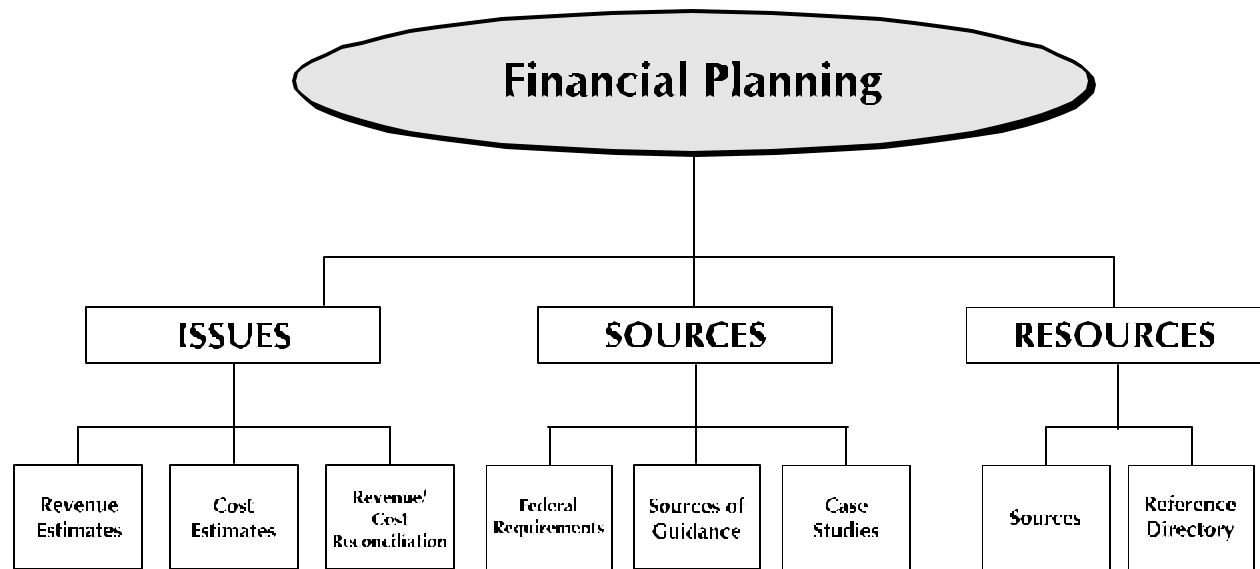 Financial Planning
ISSUES
SOURCES
RESOURCES
Revenue
Estimates
Cost
Estimates
Revenue/
Cost
Reconciliation
Federal
Requirements
Sources of
Guidance
Case
Studies
Sources
Reference
Directory